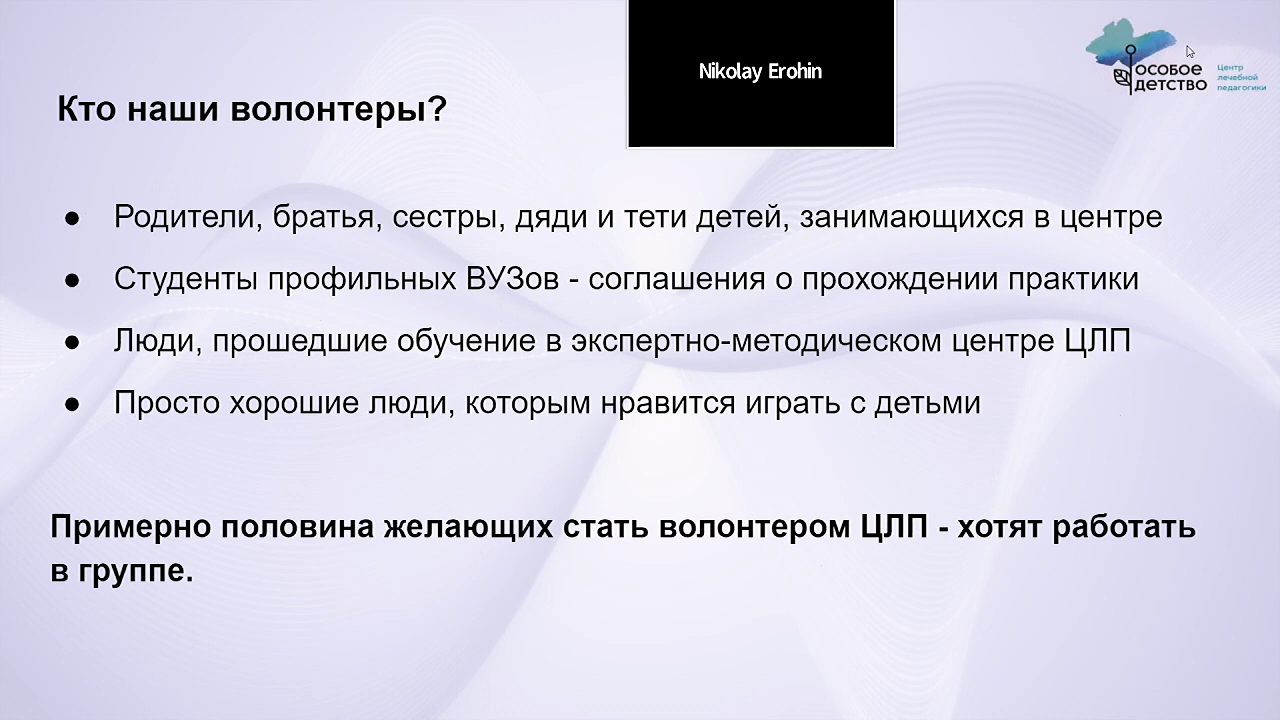 Nikolay Erohin
особое
детство
Центр
лечебной
педагогики
Кто наши волонтеры?
● Родители, братья, сестры, дяди и тети детей, занимающихся в центре
● Студенты профильных ВУЗов - соглашения о прохождении практики
● Люди, прошедшие обучение в экспертно-методическом центре ЦЛП
● Просто хорошие люди, которым нравится играть с детьми
Примерно половина желающих стать волонтером ЦЛП - хотят работать
в группе.